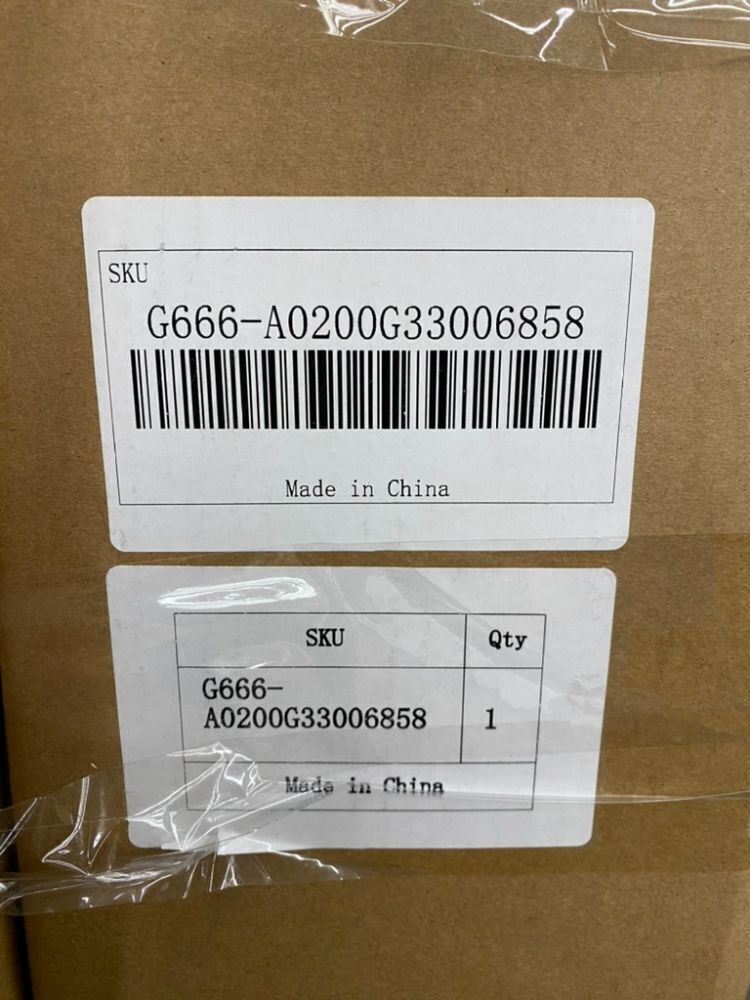 SKU
G666-A0200G33006858
Made in China
SKU Qty
G666-
A0200G33006858 1
Made in China